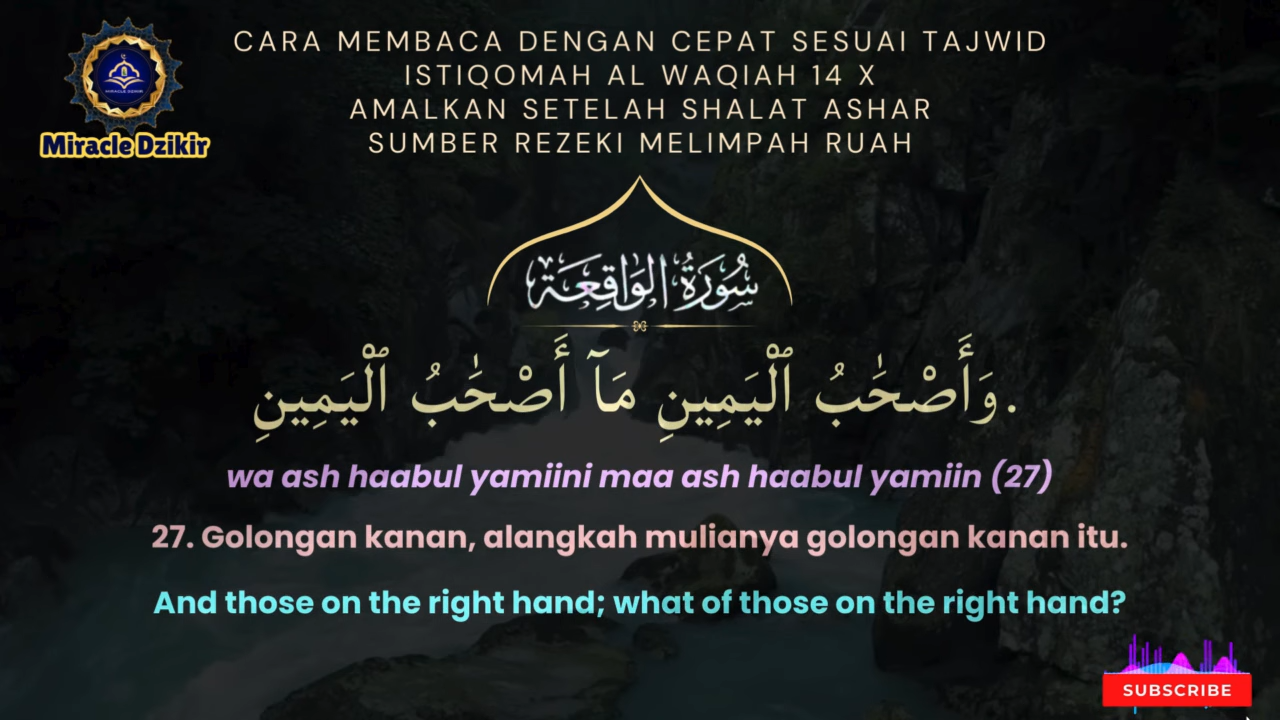 CARA MEMBACA DENGAN CEPAT SESUAI TAJWID
ISTIQOMAH AL WAQIAH 14 X
AMALKAN SETELAH SHALAT ASHAR
SUMBER REZEKI MELIMPAH RUAH
MIRACLE DZIKIR
Miracle Dzikir
سُورَةُ الوَاقِعَة
وَأَصْحَٰبُ ٱلْيَمِينِ مَآ أَصْحَٰبُ ٱلْيَمِينِ.
wa ash haabul yamiini maa ash haabul yamiin (27)
27. Golongan kanan, alangkah mulianya golongan kanan itu.
And those on the right hand; what of those on the right hand?
SUBSCRIBE